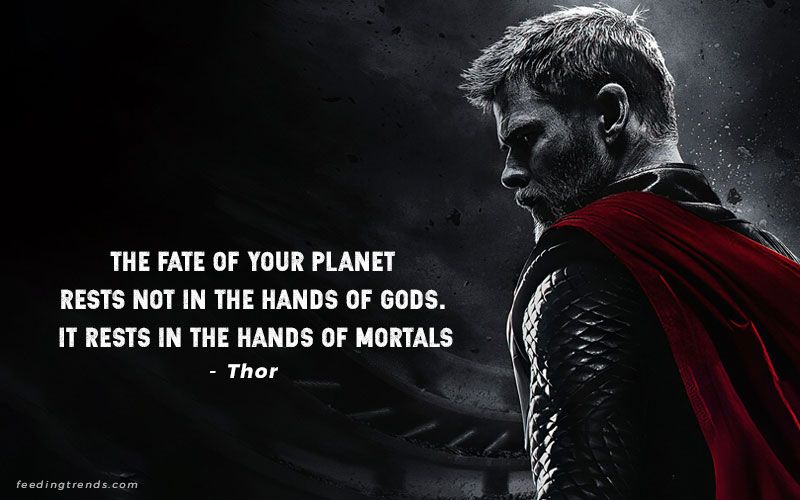 THE FATE OF YOUR PLANET
RESTS NOT IN THE HANDS OF GODS.
IT RESTS IN THE HANDS OF MORTALS
- Thor
feedingtrends.com